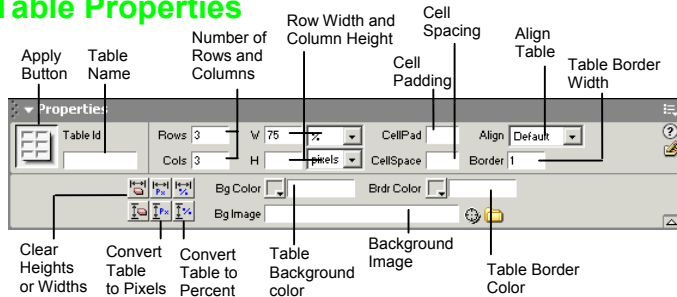 Table Properties
Apply Button
Table Name
Number of Rows and Columns
Row Width and Column Height
Cell Padding
Cell Spacing
Align Table
Table Border Width
Properties
Table Id
Rows 3
W 75 %
CellPad
Align Default
Cols 3
H pixels
CellSpace
Border 1
Bg Color
Brdr Color
Bg Image
Clear Heights or Widths
Convert Table to Pixels
Convert Table to Percent
Table Background color
Background Image
Table Border Color